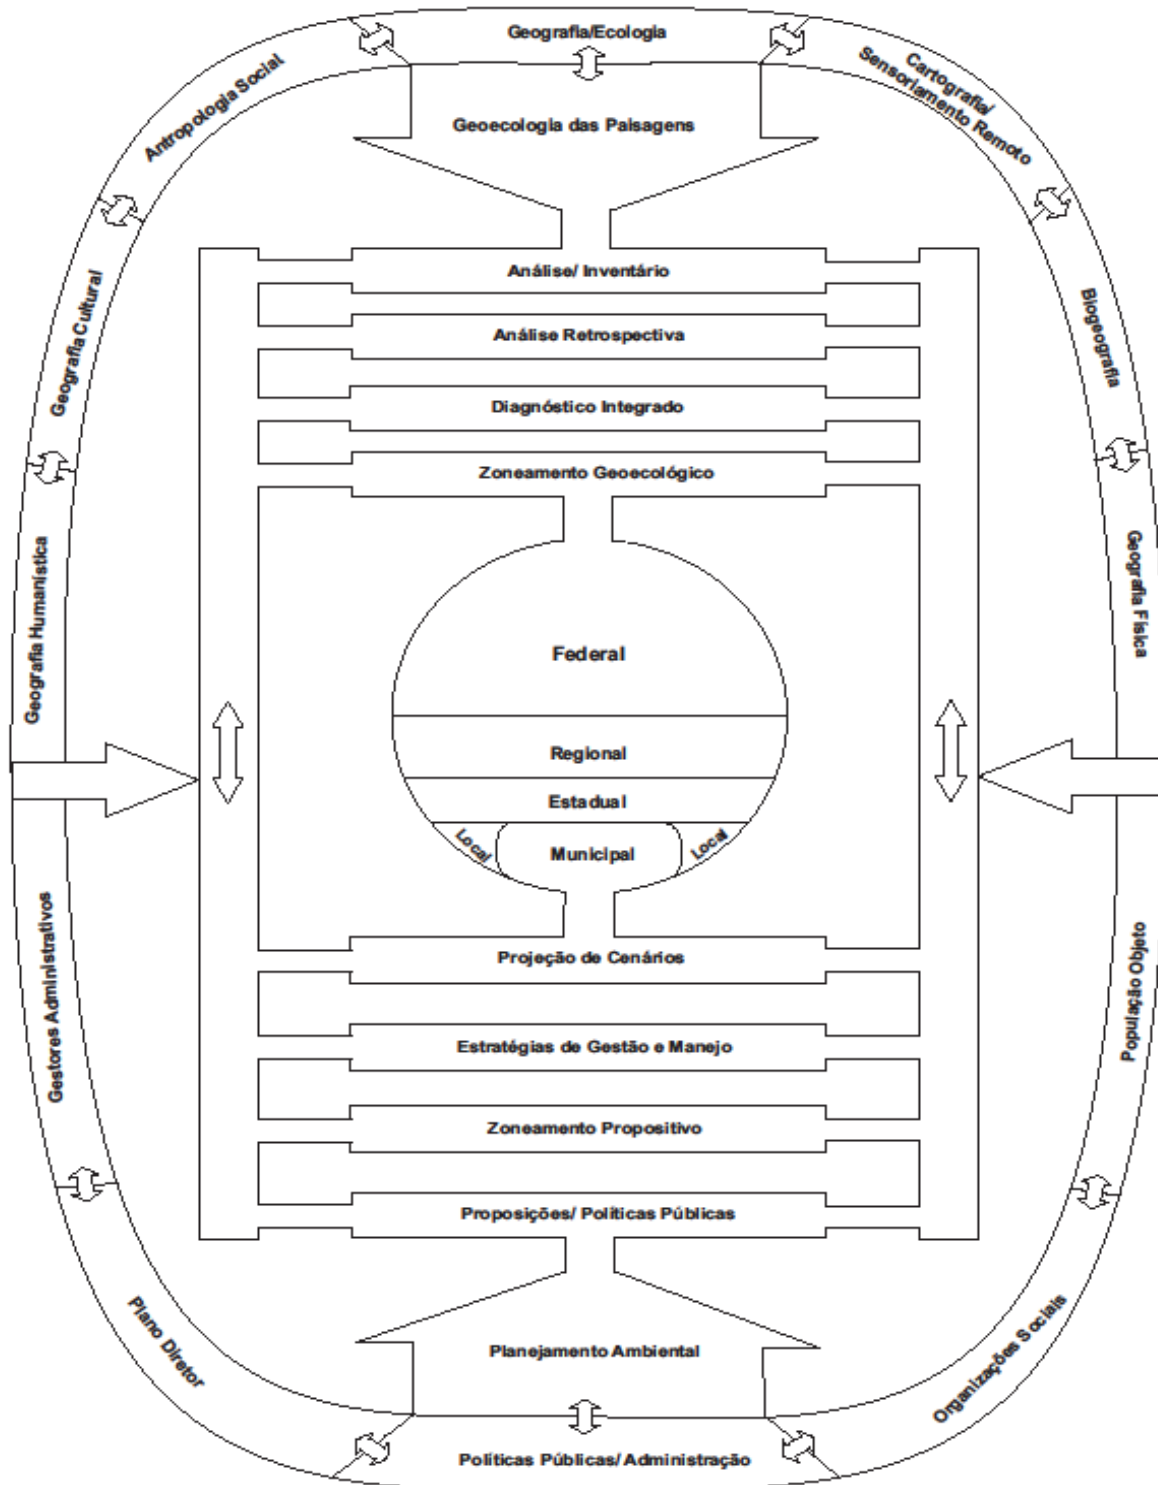 Geografia/Ecologia
Cartografia/
Sensoriamento Remoto
Antropologia Social
Geoecologia das Paisagens
Análise/ Inventário
Geografia Cultural
Biogeografia
Análise Retrospectiva
Diagnóstico Integrado
Zoneamento Geoecológico
Geografia Humanística
Geografia Física
Federal
Regional
Estadual
Local
Municipal
Local
Gestores Administrativos
População Objeto
Projeção de Cenários
Estratégias de Gestão e Manejo
Zoneamento Propositivo
Proposições/ Políticas Públicas
Plano Diretor
Planejamento Ambiental
Organizações Sociais
Políticas Públicas/ Administração